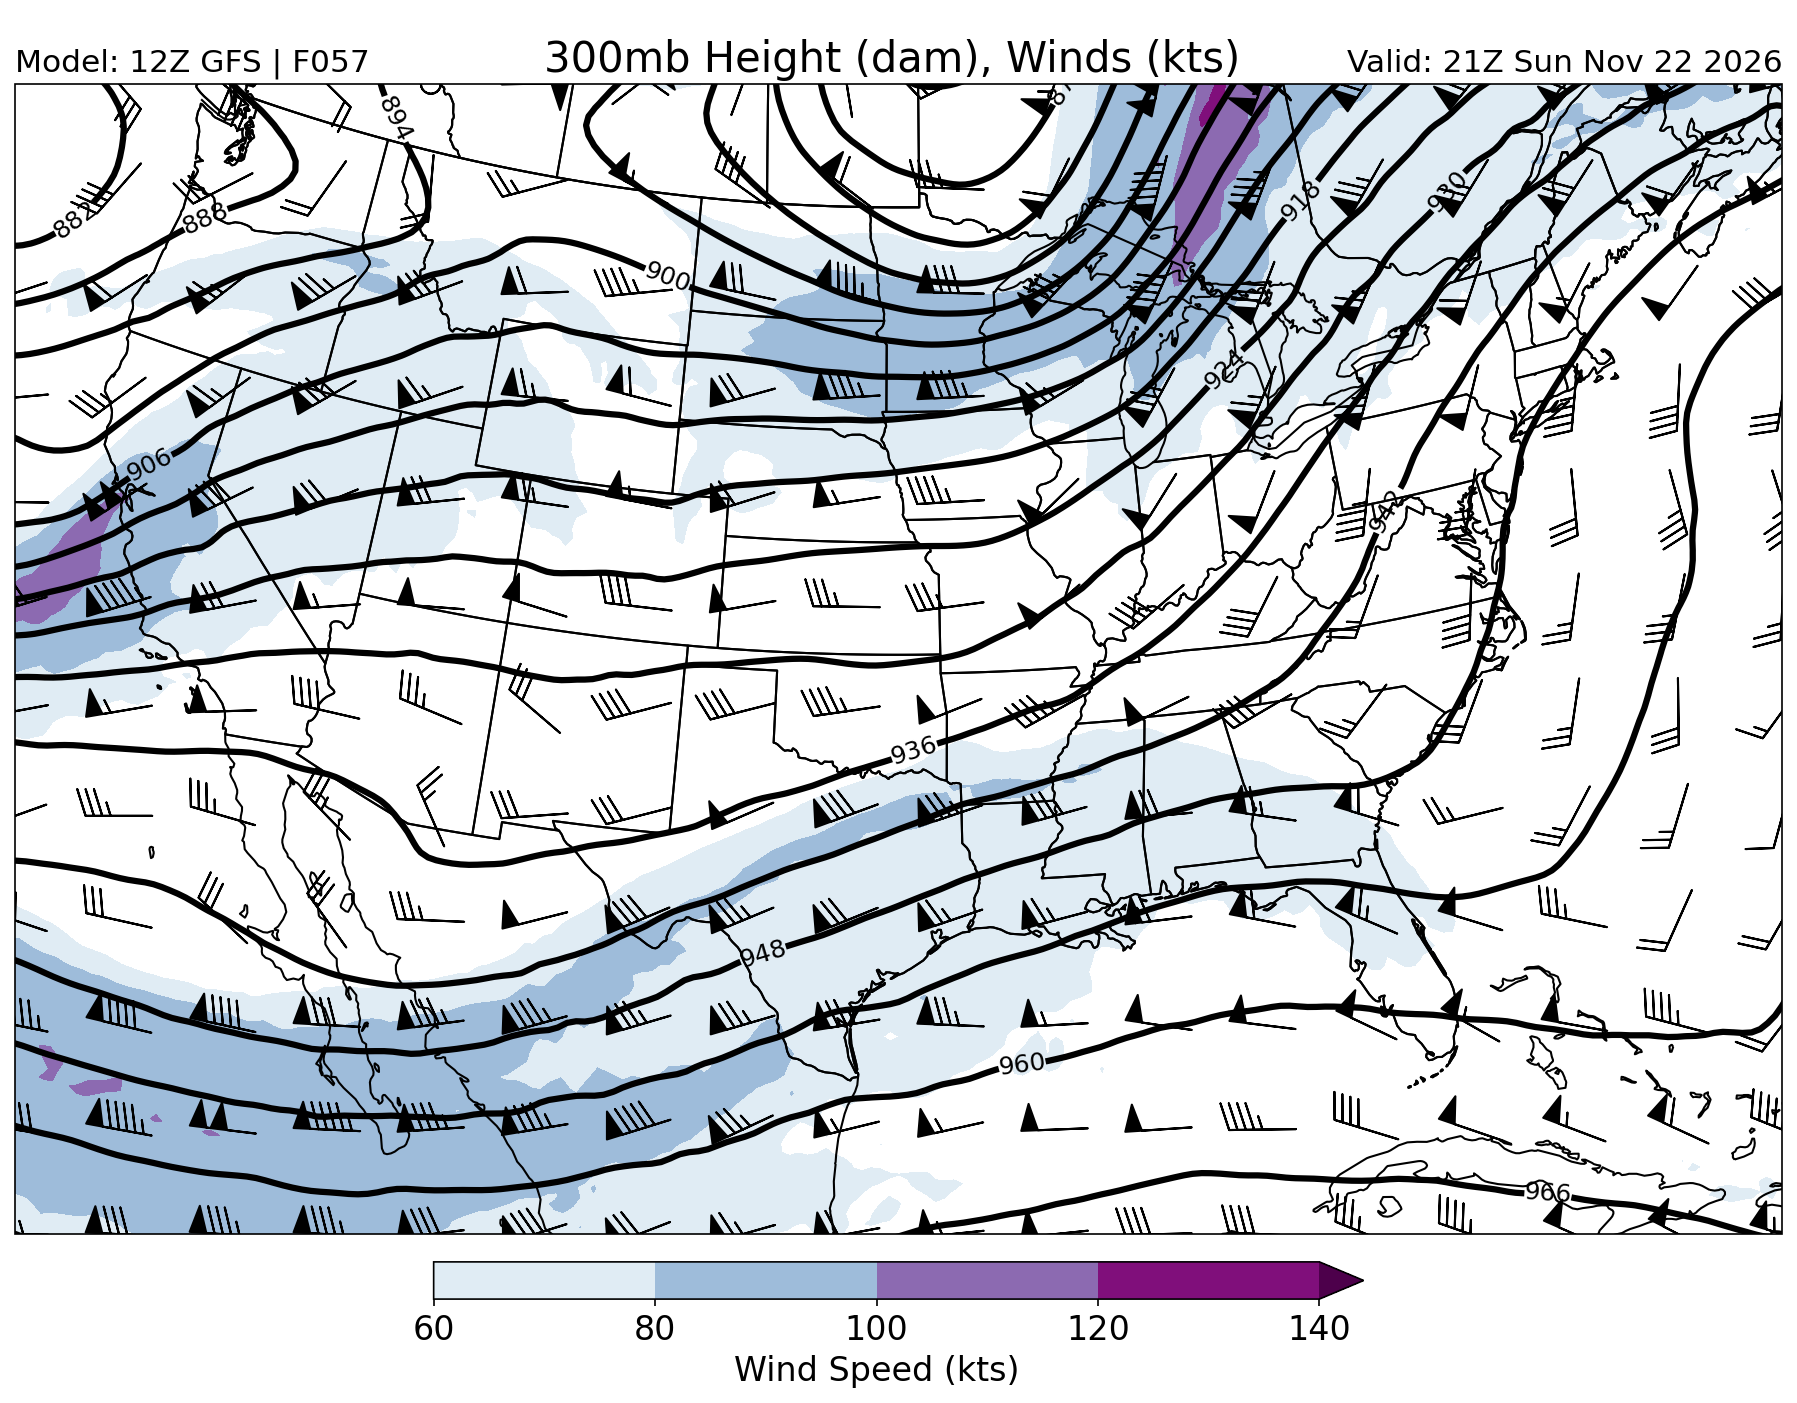 Model: 12Z GFS | F057
300mb Height (dam), Winds (kts)
Valid: 21Z Sun Nov 22 2026
894
882
888
900
918
930
924
906
942
936
948
960
966
60 80 100 120 140
Wind Speed (kts)